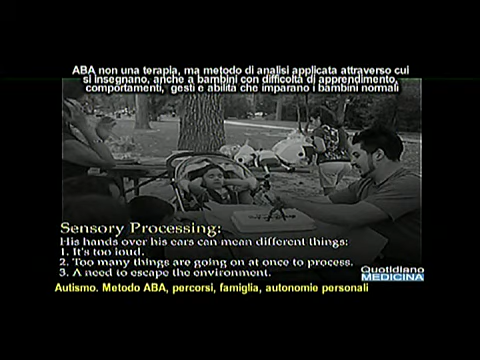 ABA non una terapia, ma metodo di analisi applicata attraverso cui
si insegnano, anche a bambini con difficoltà di apprendimento,
comportamenti, gesti e abilità che imparano i bambini normali
Sensory Processing:
His hands over his ears can mean different things:
1. It's too loud.
2. Too many things are going on at once to process.
3. A need to escape the environment.
Quotidiano
MEDICINA
Autismo. Metodo ABA, percorsi, famiglia, autonomie personali